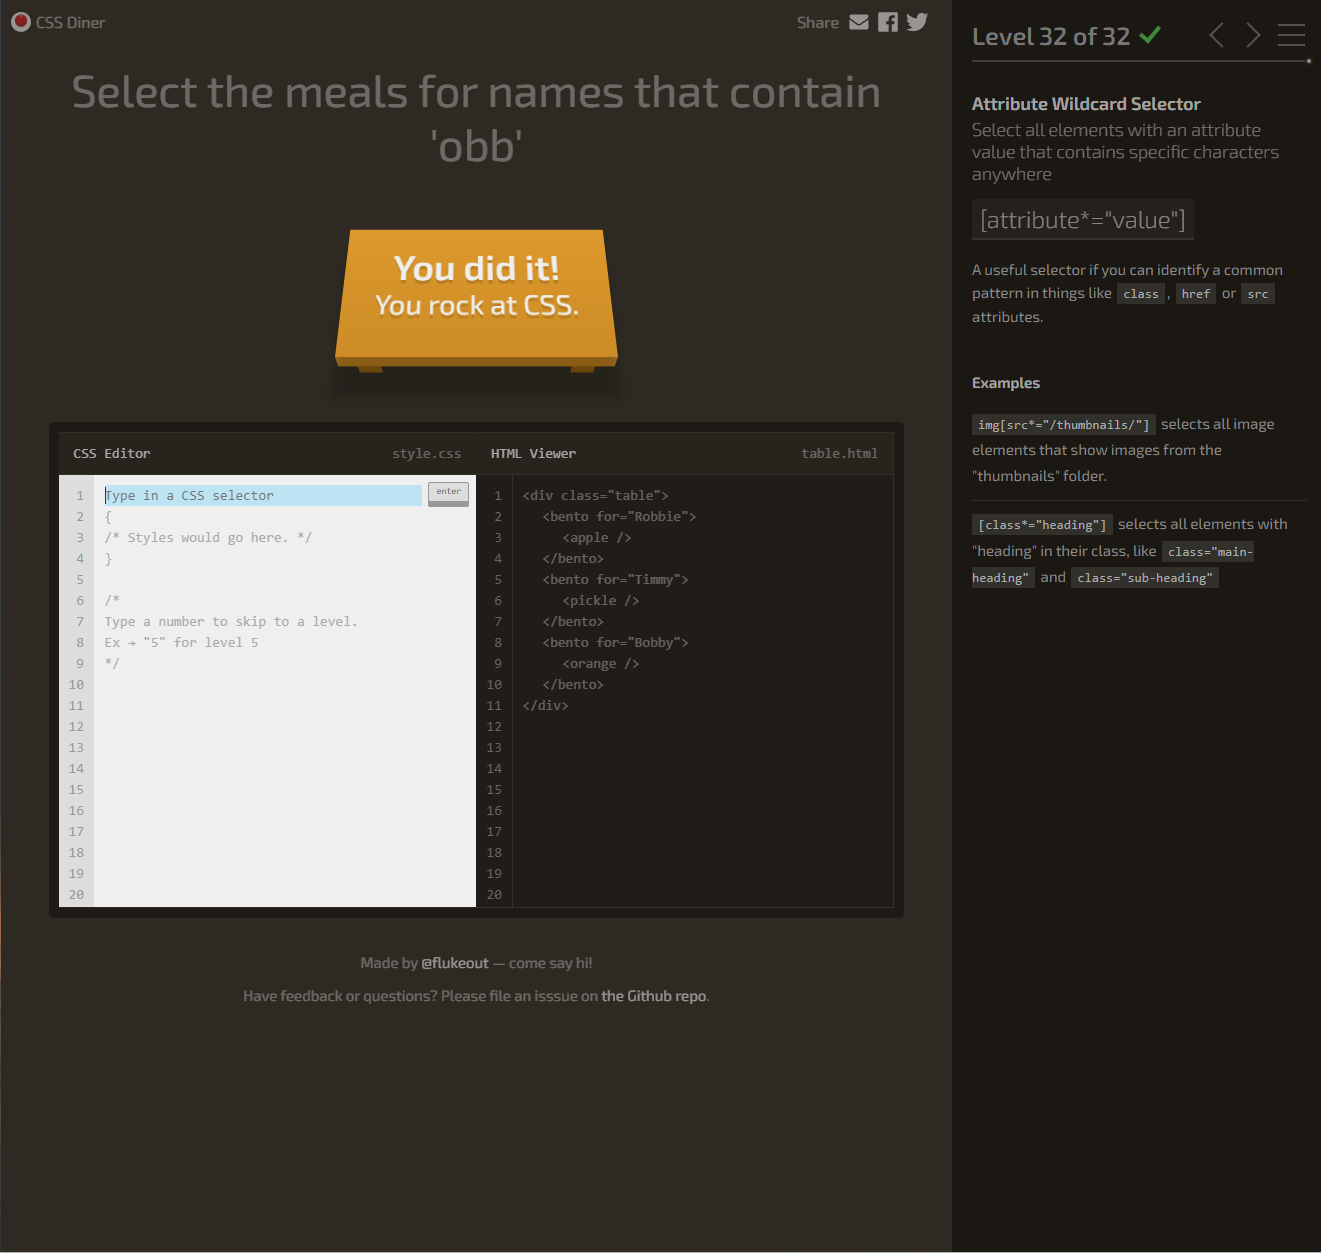 CSS Diner
Share
Select the meals for names that contain
'obb'
You did it!
You rock at CSS.
CSS Editor
style.css
HTML Viewer
table.html
1 Type in a CSS selector
enter
2 {
3 /* Styles would go here. */
4 }
5
6 /*
7 Type a number to skip to a level.
8 Ex → "5" for level 5
9 */
10
11
12
13
14
15
16
17
18
19
20
1 <div class="table">
2 <bento for="Robbie">
3 <apple />
4 </bento>
5 <bento for="Timmy">
6 <pickle />
7 </bento>
8 <bento for="Bobby">
9 <orange />
10 </bento>
11 </div>
12
13
14
15
16
17
18
19
20
Made by @flukeout — come say hi!
Have feedback or questions? Please file an isssue on the Github repo.
Level 32 of 32
Attribute Wildcard Selector
Select all elements with an attribute
value that contains specific characters
anywhere
[attribute*="value"]
A useful selector if you can identify a common
pattern in things like class , href or src
attributes.
Examples
img[src*="/thumbnails/"] selects all image
elements that show images from the
"thumbnails" folder.
[class*="heading"] selects all elements with
"heading" in their class, like class="main-
heading" and class="sub-heading"